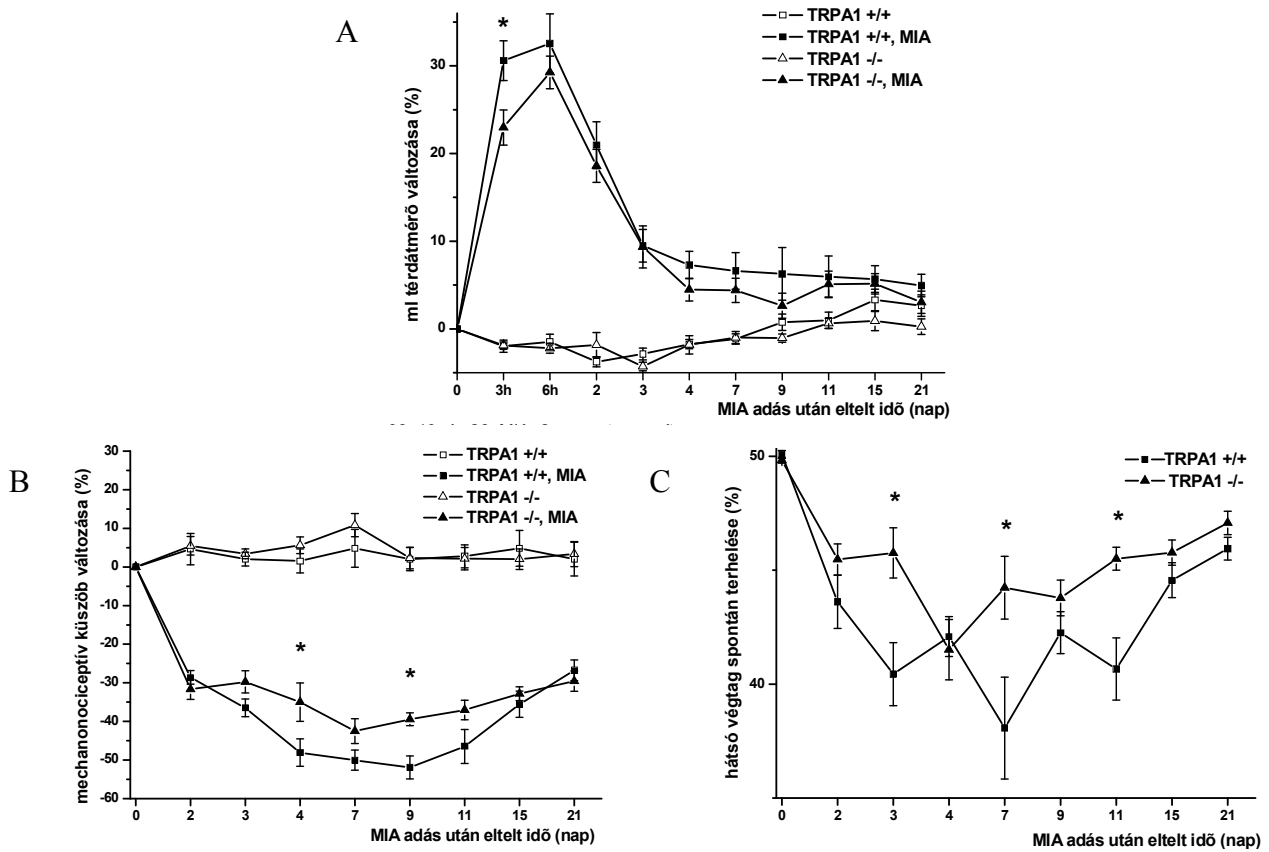 A
ml térdátmérő változása (%)
30
20
10
0
TRPA1 +/+
TRPA1 +/+, MIA
TRPA1 -/-
TRPA1 -/-, MIA
*
0 3h 6h 2 3 4 7 9 11 15 21
MIA adás után eltelt idő (nap)
B
mechanonociceptív küszöb változása (%)
30
20
10
0
-10
-20
-30
-40
-50
-60
TRPA1 +/+
TRPA1 +/+, MIA
TRPA1 -/-
TRPA1 -/-, MIA
* *
0 2 3 4 7 9 11 15 21
MIA adás után eltelt idő (nap)
C
hátsó végtag spontán terhelése (%)
50
40
TRPA1 +/+
TRPA1 -/-
* * *
0 2 3 4 7 9 11 15 21
MIA adás után eltelt idő (nap)